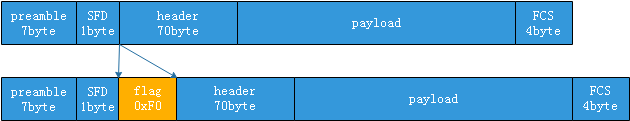 preamble
7byte
SFD
1byte
header
70byte
payload
FCS
4byte
preamble
7byte
SFD
1byte
flag
0xF0
header
70byte
payload
FCS
4byte